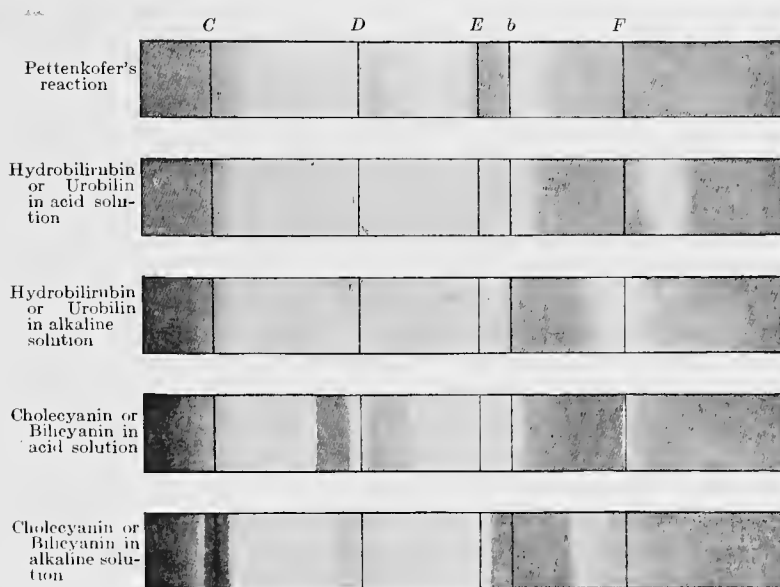 C D E b F
Pettenkofer's
reaction
Hydrobilirubin
or Urobilin
in acid solu-
tion
Hydrobilirubin
or Urobilin
in alkaline
solution
Cholecyanin or
Bilicyanin in
acid solution
Cholecyanin or
Bilicyanin in
alkaline solu-
tion